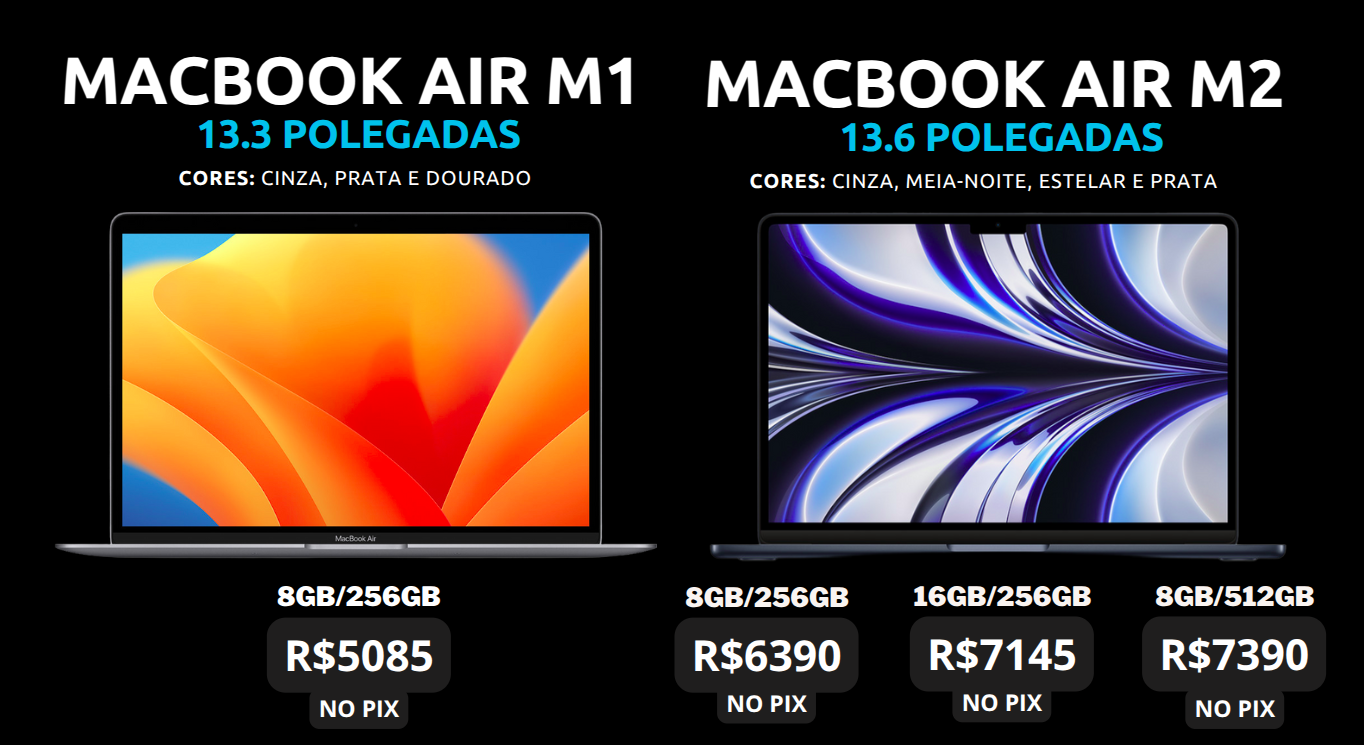 MACBOOK AIR M1
13.3 POLEGADAS
CORES: CINZA, PRATA E DOURADO
MacBook Air
8GB/256GB
R$5085
NO PIX
MACBOOK AIR M2
13.6 POLEGADAS
CORES: CINZA, MEIA-NOITE, ESTELAR E PRATA
8GB/256GB
R$6390
NO PIX
16GB/256GB
R$7145
NO PIX
8GB/512GB
R$7390
NO PIX